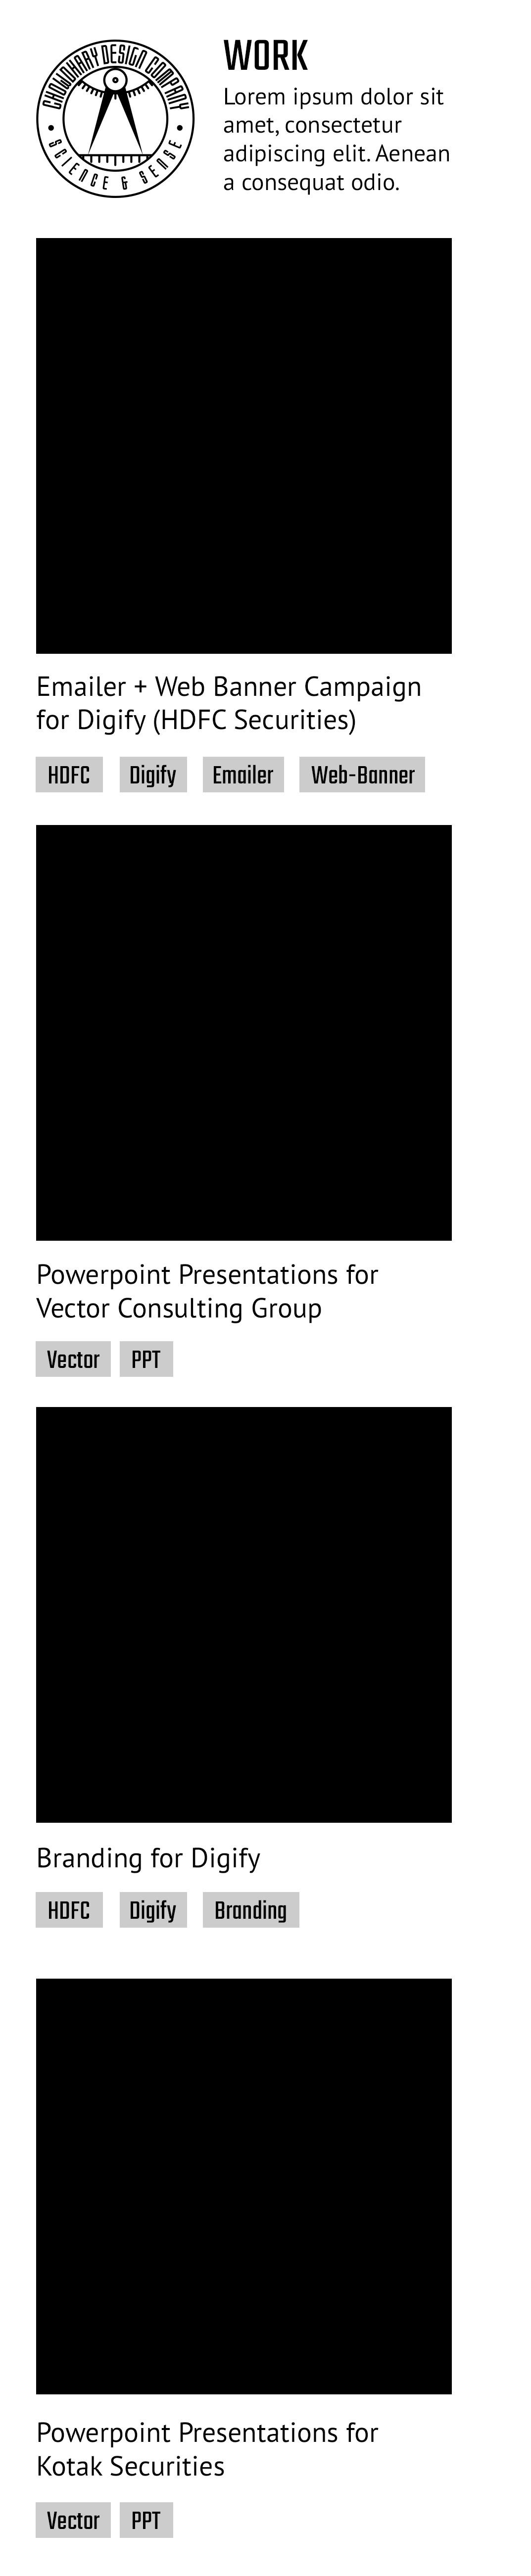 CHOWDHARY DESIGN COMPANY
SCIENCE & SENSE
WORK
Lorem ipsum dolor sit
amet, consectetur
adipiscing elit. Aenean
a consequat odio.
Emailer + Web Banner Campaign
for Digify (HDFC Securities)
HDFC Digify Emailer Web-Banner
Powerpoint Presentations for
Vector Consulting Group
Vector PPT
Branding for Digify
HDFC Digify Branding
Powerpoint Presentations for
Kotak Securities
Vector PPT